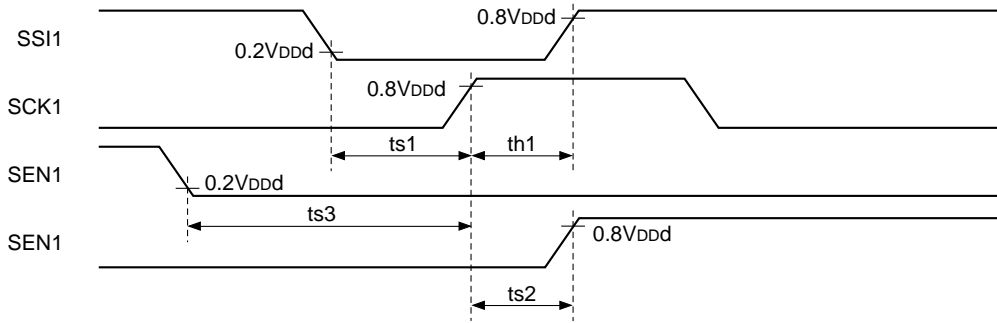 SSI1
0.8VDDd
0.2VDDd
SCK1
0.8VDDd
ts1
th1
SEN1
0.2VDDd
ts3
SEN1
0.8VDDd
ts2